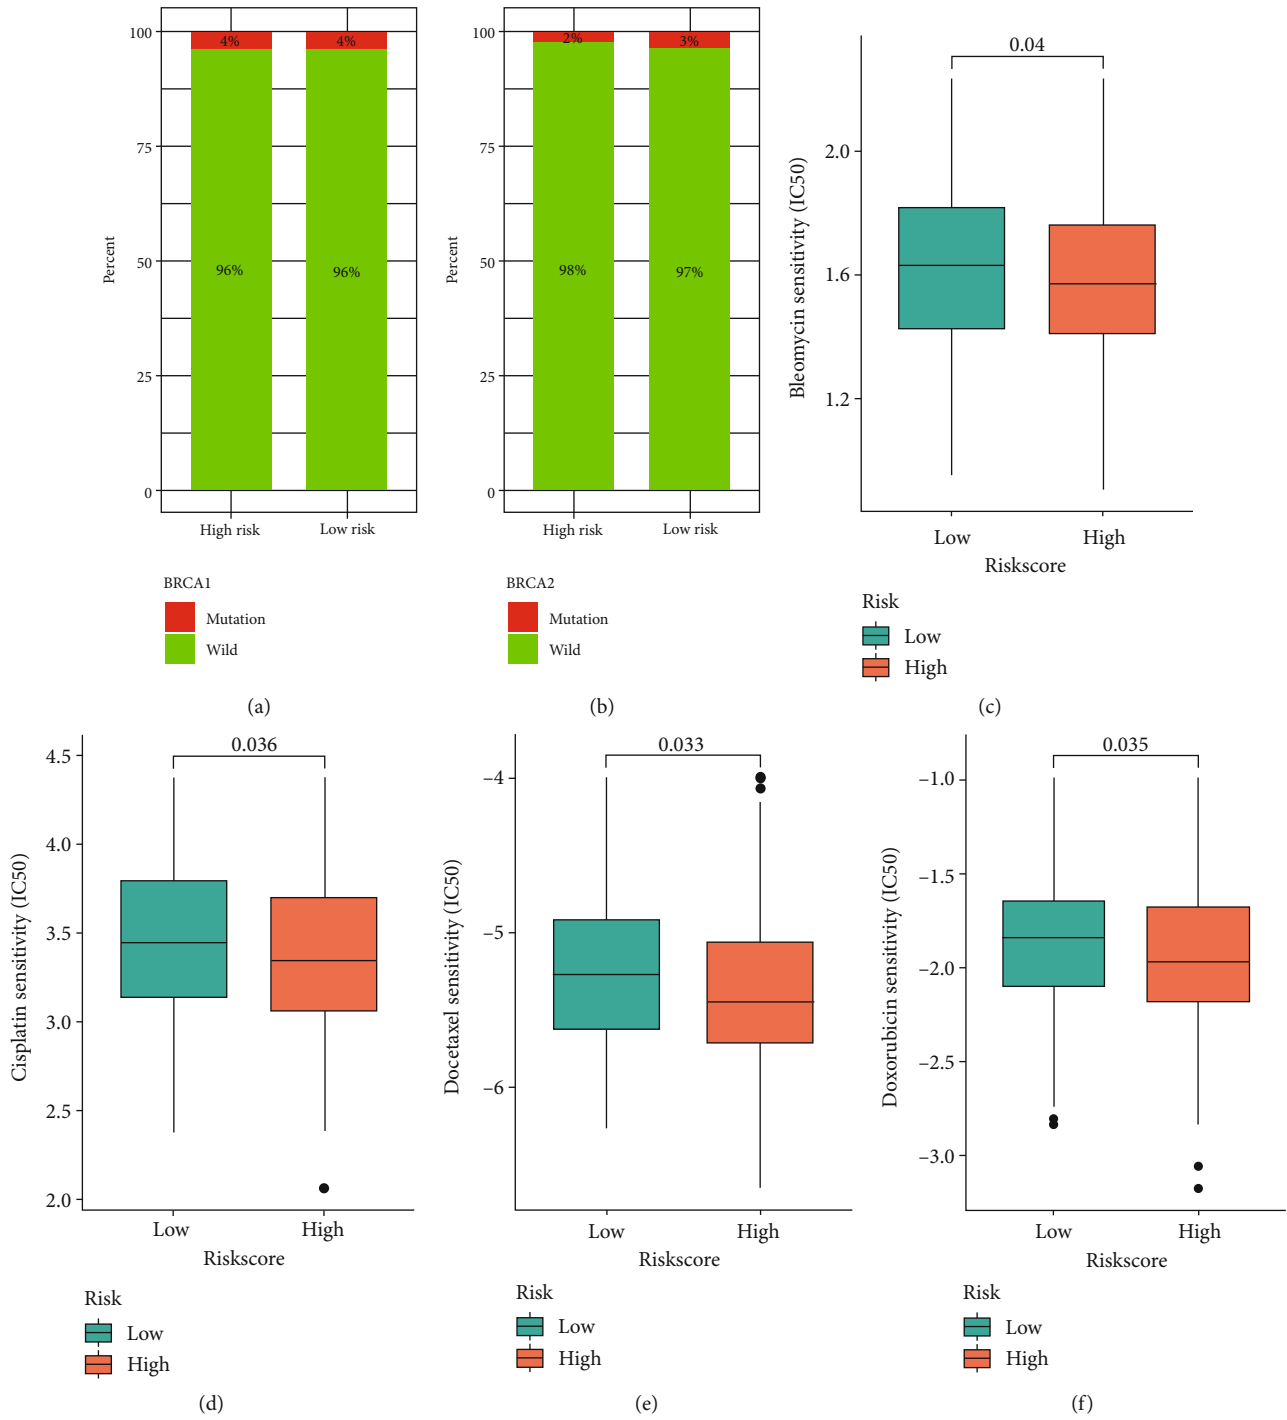 100
75
50
25
0
Percent
4%
4%
96%
96%
High risk
Low risk
BRCA1
Mutation
Wild
(a)
100
75
50
25
0
Percent
2%
3%
98%
97%
High risk
Low risk
BRCA2
Mutation
Wild
(b)
0.04
2.0
1.6
1.2
Bleomycin sensitivity (IC50)
Low
High
Riskscore
Risk
Low
High
(c)
0.036
4.5
4.0
3.5
3.0
2.5
2.0
Cisplatin sensitivity (IC50)
Low
High
Riskscore
Risk
Low
High
(d)
0.033
−4
−5
−6
Docetaxel sensitivity (IC50)
Low
High
Riskscore
Risk
Low
High
(e)
0.035
−1.0
−1.5
−2.0
−2.5
−3.0
Doxorubicin sensitivity (IC50)
Low
High
Riskscore
Risk
Low
High
(f)